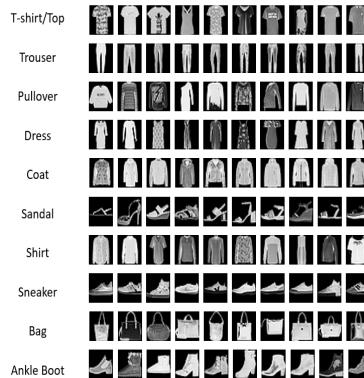 T-shirt/Top
Trouser
Pullover
Dress
Coat
Sandal
Shirt
Sneaker
Bag
Ankle Boot